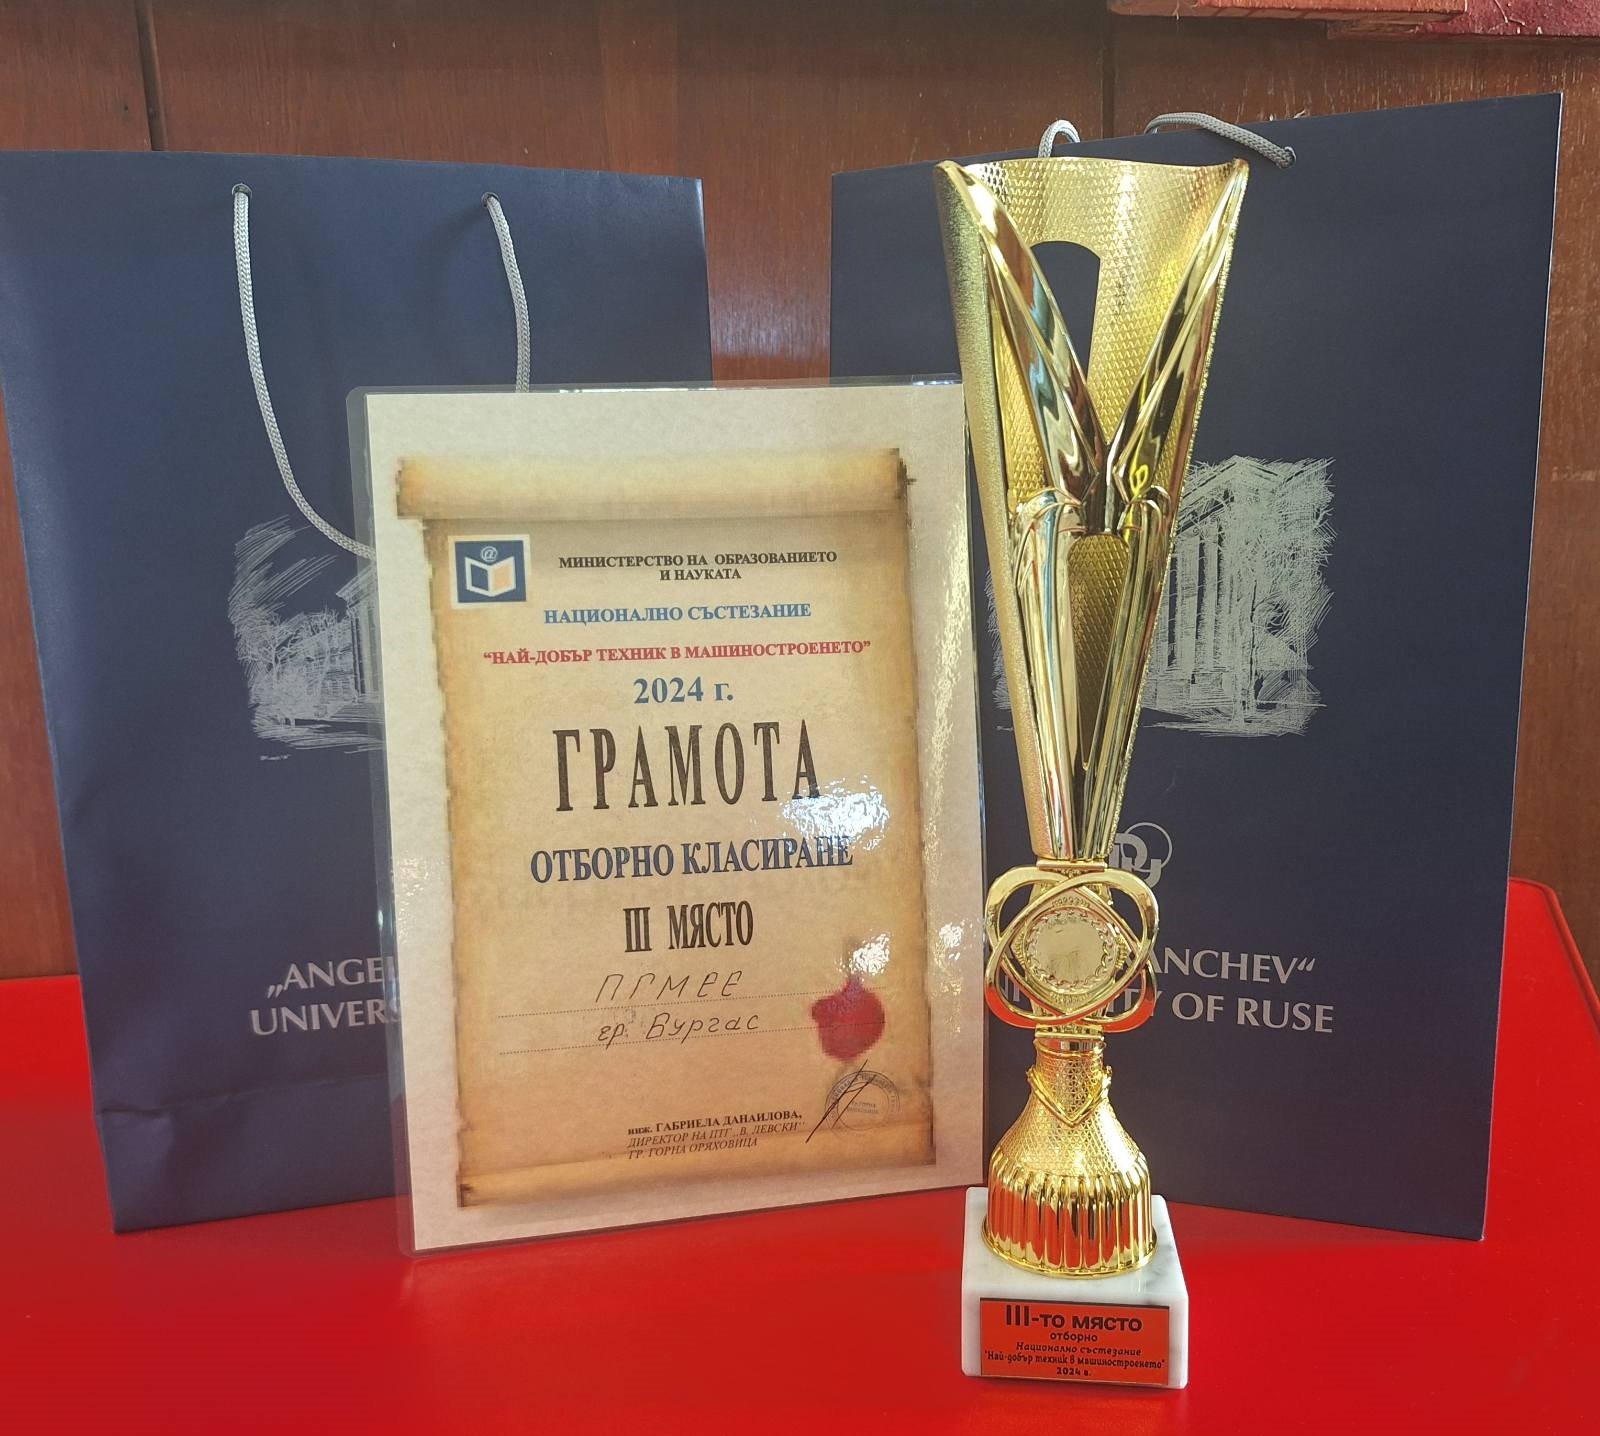 МИНИСТЕРСТВО НА ОБРАЗОВАНИЕТО
И НАУКАТА
НАЦИОНАЛНО СЪСТЕЗАНИЕ
“НАЙ-ДОБЪР ТЕХНИК В МАШИНОСТРОЕНЕТО”
2024 г.
ГРАМОТА
ОТБОРНО КЛАСИРАНЕ
III МЯСТО
ПГМЕЕ
гр. Бургас
инж. ГАБРИЕЛА ДАНАИЛОВА,
ДИРЕКТОР НА ПТГ „В. ЛЕВСКИ"
ГР. ГОРНА ОРЯХОВИЦА
„ANGE
UNIVERS
ANCHEV“
TY OF RUSE
III-ТО МЯСТО
отборно
Национално състезание
"Най-добър техник в машиностроенето"
2024 г.